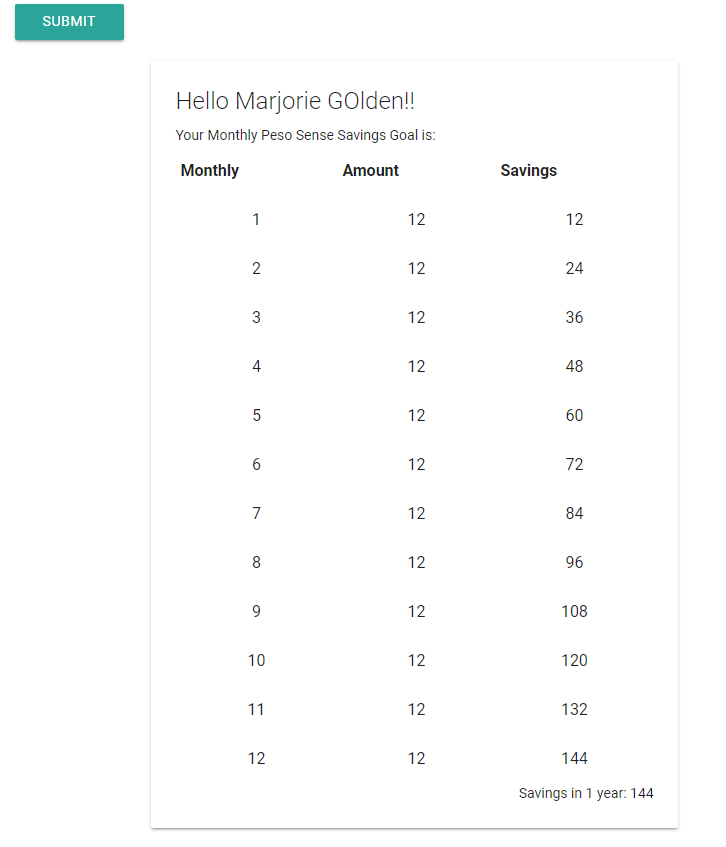 SUBMIT
Hello Marjorie GOlden!!
Your Monthly Peso Sense Savings Goal is:
Monthly Amount Savings
1 12 12
2 12 24
3 12 36
4 12 48
5 12 60
6 12 72
7 12 84
8 12 96
9 12 108
10 12 120
11 12 132
12 12 144
Savings in 1 year: 144